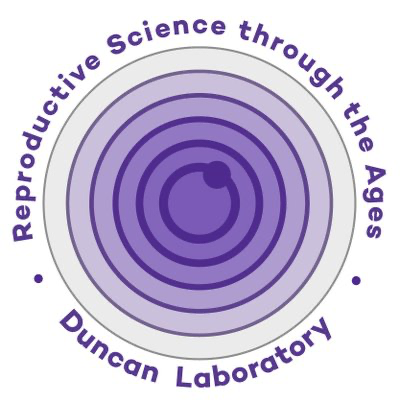 Reproductive Science through the Ages
Duncan Laboratory